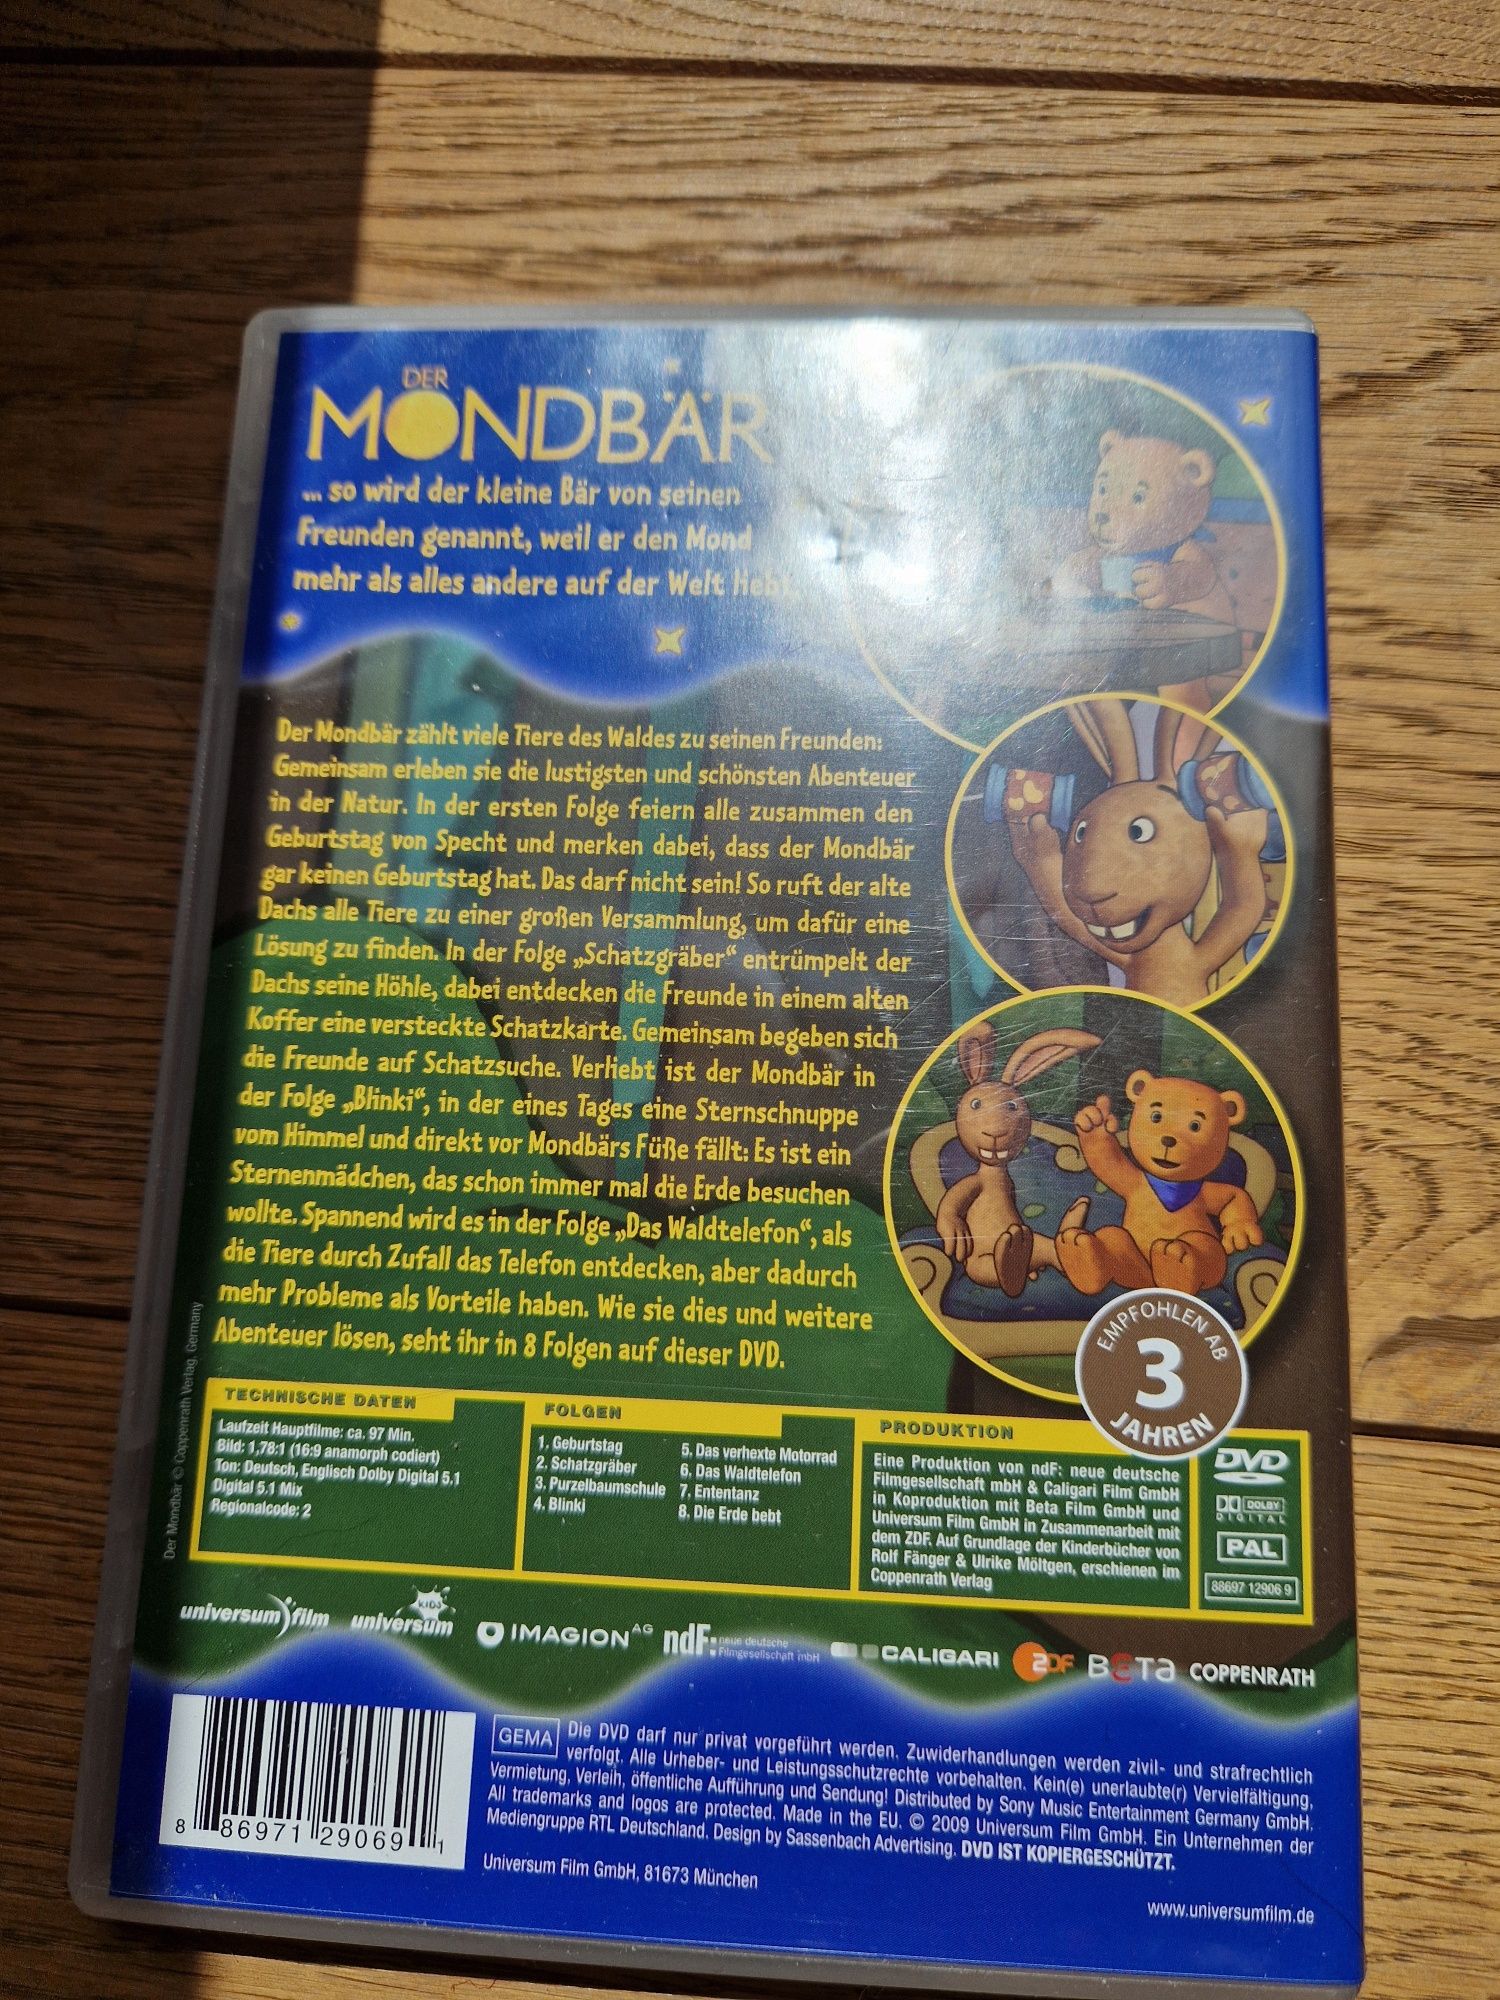 DER
MONDBÄR
... so wird der kleine Bär von seinen
Freunden genannt, weil er den Mond
mehr als alles andere auf der Welt liebt.
Der Mondbär zählt viele Tiere des Waldes zu seinen Freunden:
Gemeinsam erleben sie die lustigsten und schönsten Abenteuer
in der Natur. In der ersten Folge feiern alle zusammen den
Geburtstag von Specht und merken dabei, dass der Mondbär
gar keinen Geburtstag hat. Das darf nicht sein! So ruft der alte
Dachs alle Tiere zu einer großen Versammlung, um dafür eine
Lösung zu finden. In der Folge „Schatzgräber“ entrümpelt der
Dachs seine Höhle, dabei entdecken die Freunde in einem alten
Koffer eine versteckte Schatzkarte. Gemeinsam begeben sich
die Freunde auf Schatzsuche. Verliebt ist der Mondbär in
der Folge „Blinki“, in der eines Tages eine Sternschnuppe
vom Himmel und direkt vor Mondbärs Füße fällt: Es ist ein
Sternenmädchen, das schon immer mal die Erde besuchen
wollte. Spannend wird es in der Folge „Das Waldtelefon“, als
die Tiere durch Zufall das Telefon entdecken, aber dadurch
mehr Probleme als Vorteile haben. Wie sie dies und weitere
Abenteuer lösen, seht ihr in 8 Folgen auf dieser DVD.
EMPFOHLEN AB
3
JAHREN
Der Mondbär © Coppenrath Verlag, Germany
TECHNISCHE DATEN
Laufzeit Hauptfilme: ca. 97 Min.
Bild: 1,78:1 (16:9 anamorph codiert)
Ton: Deutsch, Englisch Dolby Digital 5.1
Digital 5.1 Mix
Regionalcode: 2
FOLGEN
1. Geburtstag
2. Schatzgräber
3. Purzelbaumschule
4. Blinki
5. Das verhexte Motorrad
6. Das Waldtelefon
7. Ententanz
8. Die Erde bebt
PRODUKTION
Eine Produktion von ndF: neue deutsche
Filmgesellschaft mbH & Caligari Film GmbH
in Koproduktion mit Beta Film GmbH und
Universum Film GmbH in Zusammenarbeit mit
dem ZDF. Auf Grundlage der Kinderbücher von
Rolf Fänger & Ulrike Möltgen, erschienen im
Coppenrath Verlag
DVD
DOLBY
DIGITAL
PAL
88697 12906 9
universum film
universum KIDS
IMAGION AG
ndF: neue deutsche
Filmgesellschaft mbH
CALIGARI
ZDF
BETA
COPPENRATH
8 86971 29069 1
GEMA
Die DVD darf nur privat vorgeführt werden. Zuwiderhandlungen werden zivil- und strafrechtlich
verfolgt. Alle Urheber- und Leistungsschutzrechte vorbehalten. Kein(e) unerlaubte(r) Vervielfältigung,
Vermietung, Verleih, öffentliche Aufführung und Sendung! Distributed by Sony Music Entertainment Germany GmbH.
All trademarks and logos are protected. Made in the EU. © 2009 Universum Film GmbH. Ein Unternehmen der
Mediengruppe RTL Deutschland. Design by Sassenbach Advertising. DVD IST KOPIERGESCHÜTZT.
Universum Film GmbH, 81673 München
www.universumfilm.de